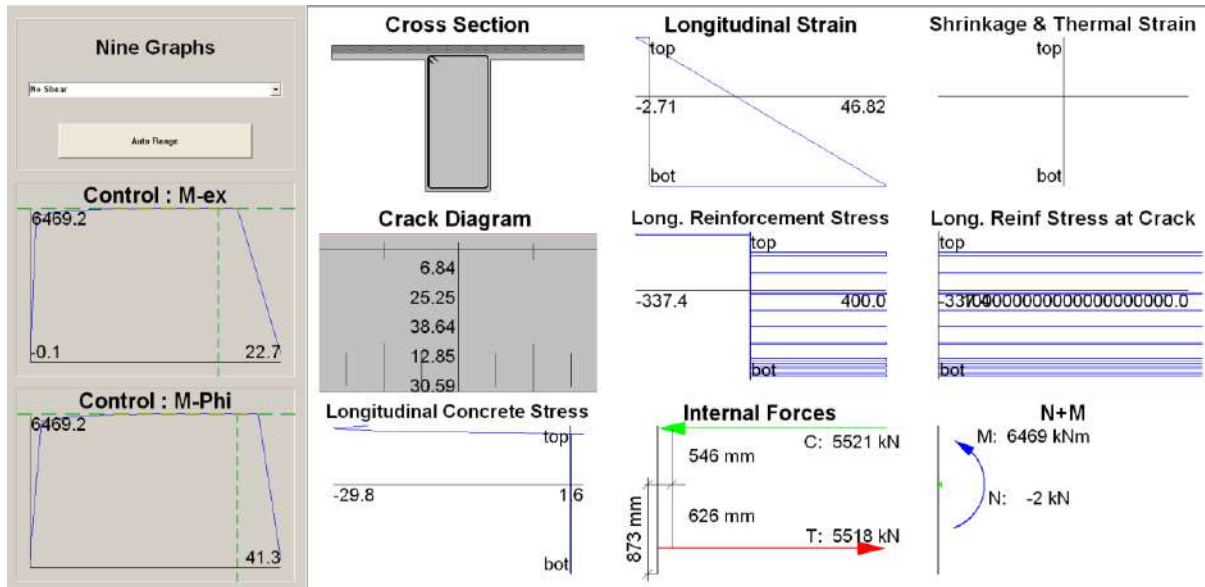 Nine Graphs
No Shear
Auto Range
Control : M-ex
6469.2
-0.1
22.7
Control : M-Phi
6469.2
41.3
Cross Section
Longitudinal Strain
top
-2.71
46.82
bot
Shrinkage & Thermal Strain
top
bot
Crack Diagram
6.84
25.25
38.64
12.85
30.59
Long. Reinforcement Stress
top
-337.4
400.0
bot
Long. Reinf Stress at Crack
top
bot
Longitudinal Concrete Stress
top
-29.8
1.6
bot
Internal Forces
C: 5521 kN
546 mm
626 mm
873 mm
T: 5518 kN
N+M
M: 6469 kNm
N: -2 kN